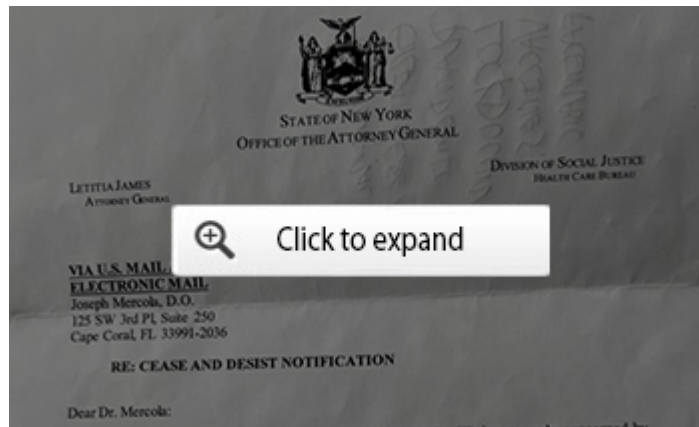 STATE OF NEW YORK
OFFICE OF THE ATTORNEY GENERAL
LETITIA JAMES
ATTORNEY GENERAL
DIVISION OF SOCIAL JUSTICE
HEALTH CARE BUREAU
Click to expand
VIA U.S. MAIL
ELECTRONIC MAIL
Joseph Mercola, D.O.
125 SW 3rd Pl, Suite 250
Cape Coral, FL 33991-2036
RE: CEASE AND DESIST NOTIFICATION
Dear Dr. Mercola: